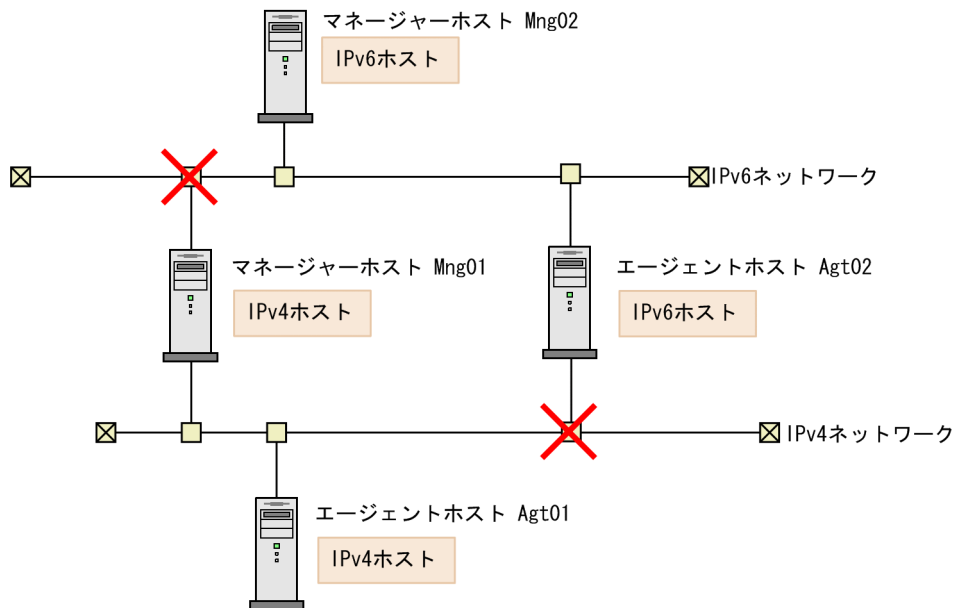 マネージャーホスト Mng02
IPv6ホスト
IPv6ネットワーク
マネージャーホスト Mng01
IPv4ホスト
エージェントホスト Agt02
IPv6ホスト
IPv4ネットワーク
エージェントホスト Agt01
IPv4ホスト